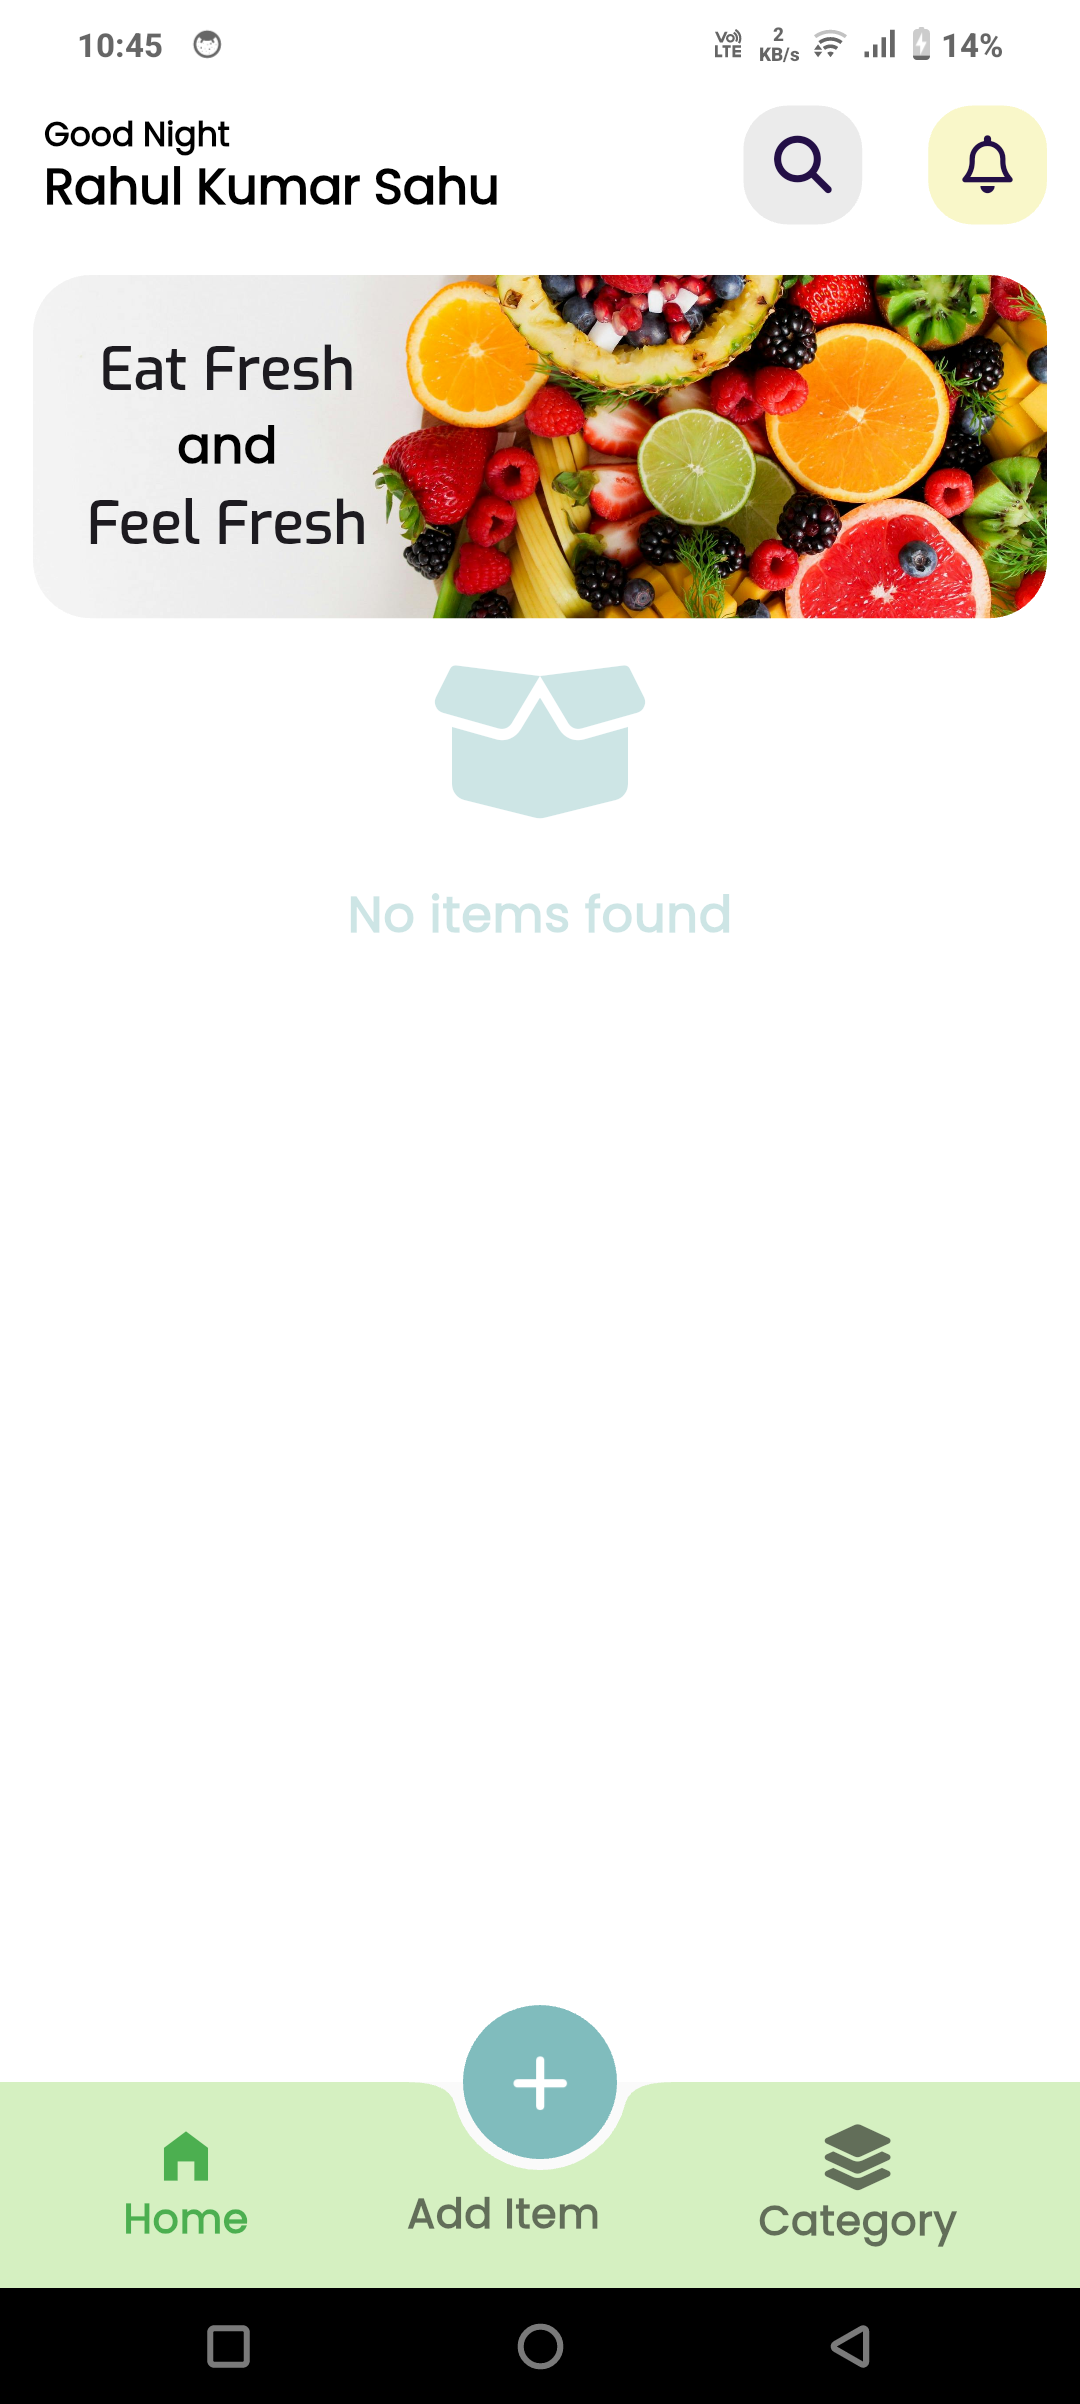 10:45
Vo) LTE
2 KB/s
14%
Good Night
Rahul Kumar Sahu
Eat Fresh
and
Feel Fresh
No items found
Home
Add Item
Category